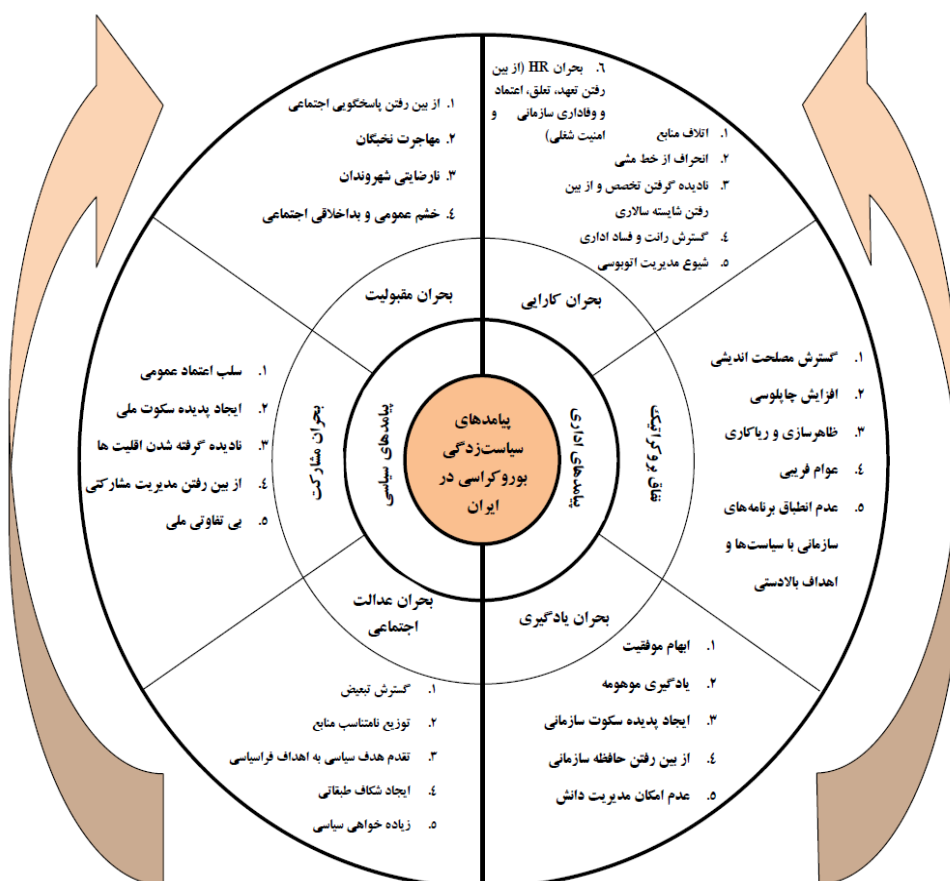 پیامدهای
سیاست‌زدگی
بوروکراسی در
ایران
پیامدهای اداری
پیامدهای سیاسی
بحران کارایی
۶. بحران HR (از بین
رفتن تعهد، تعلق، اعتماد
و وفاداری سازمانی و
امنیت شغلی)
۱. اتلاف منابع
۲. انحراف از خط مشی
۳. نادیده گرفتن تخصص و از بین
رفتن شایسته سالاری
۴. گسترش رانت و فساد اداری
۵. شیوع مدیریت اتوبوسی
نفاق بروکراتیک
۱. گسترش مصلحت اندیشی
۲. افزایش چاپلوسی
۳. ظاهرسازی و ریاکاری
۴. عوام فریبی
۵. عدم انطباق برنامه‌های
سازمانی با سیاست‌ها و
اهداف بالادستی
بحران یادگیری
۱. ابهام موفقیت
۲. یادگیری موهومه
۳. ایجاد پدیده سکوت سازمانی
۴. از بین رفتن حافظه سازمانی
۵. عدم امکان مدیریت دانش
بحران مقبولیت
۱. از بین رفتن پاسخگویی اجتماعی
۲. مهاجرت نخبگان
۳. نارضایتی شهروندان
۴. خشم عمومی و بداخلاقی اجتماعی
بحران مشارکت
۱. سلب اعتماد عمومی
۲. ایجاد پدیده سکوت ملی
۳. نادیده گرفته شدن اقلیت ها
۴. از بین رفتن مدیریت مشارکتی
۵. بی تفاوتی ملی
بحران عدالت
اجتماعی
۱. گسترش تبعیض
۲. توزیع نامتناسب منابع
۳. تقدم هدف سیاسی به اهداف فراسیاسی
۴. ایجاد شکاف طبقاتی
۵. زیاده خواهی سیاسی